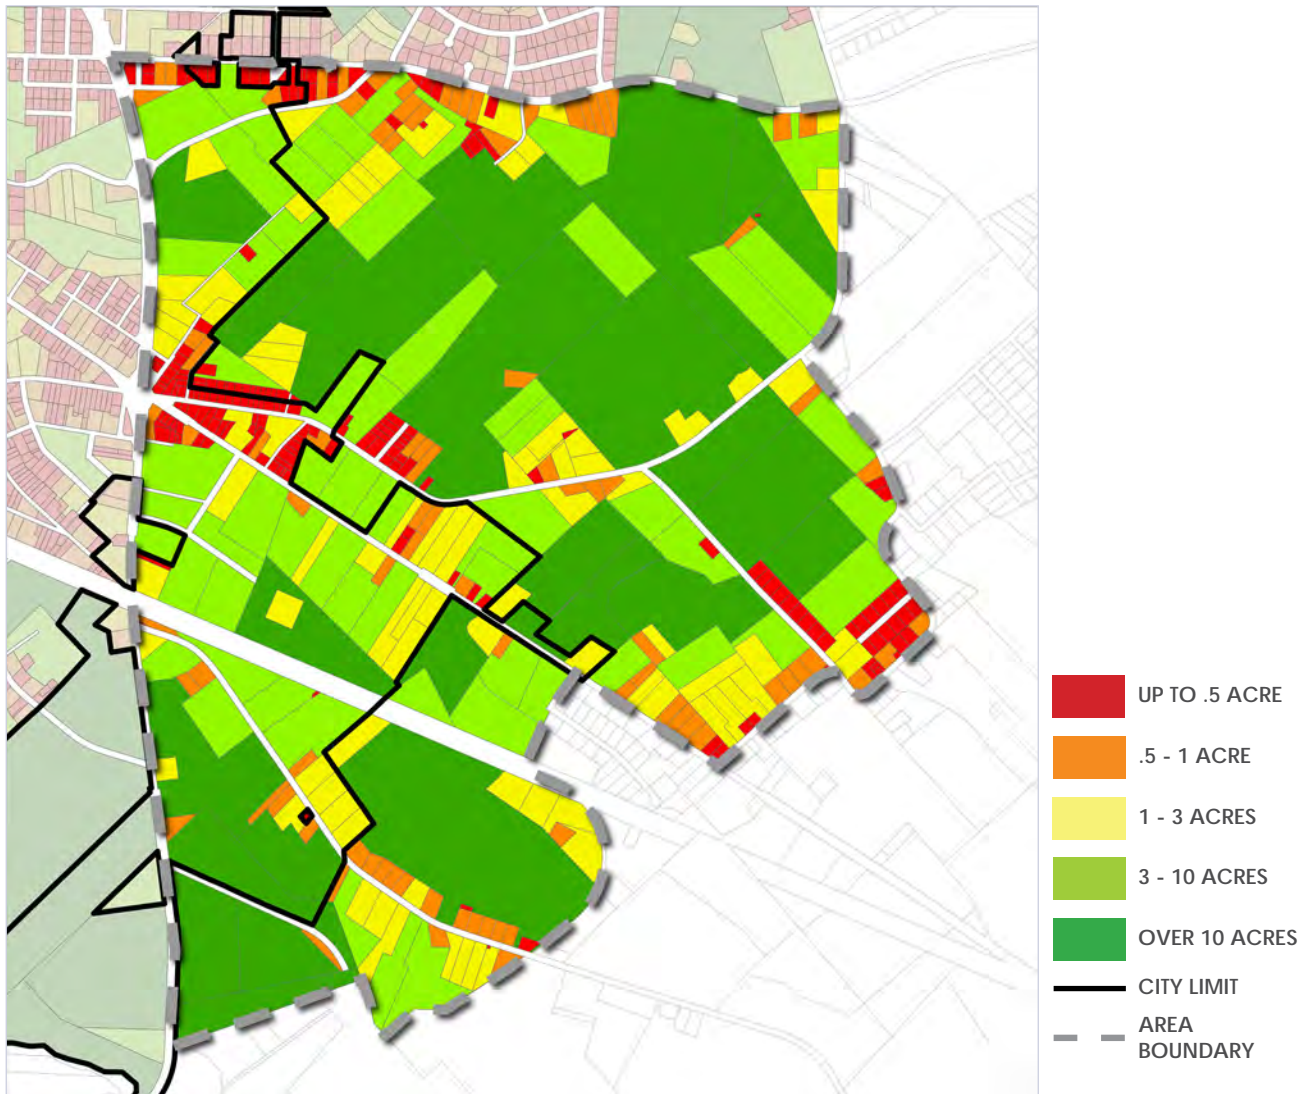 UP TO .5 ACRE
.5 - 1 ACRE
1 - 3 ACRES
3 - 10 ACRES
OVER 10 ACRES
CITY LIMIT
AREA
BOUNDARY